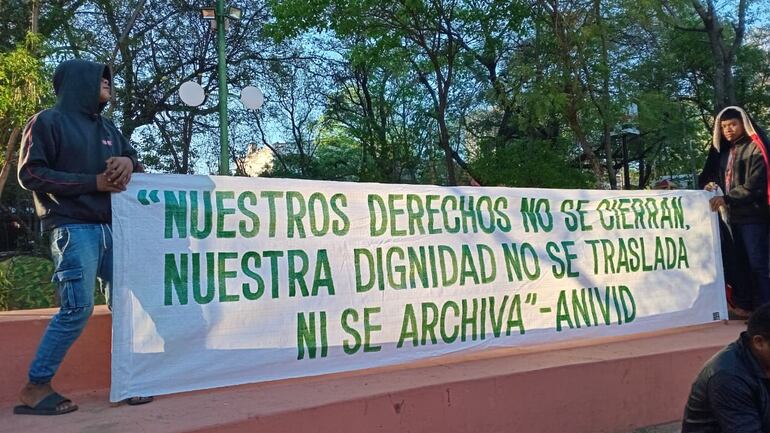 “NUESTROS DERECHOS NO SE CIERRAN,
NUESTRA DIGNIDAD NO SE TRASLADA
NI SE ARCHIVA”-ANIVID